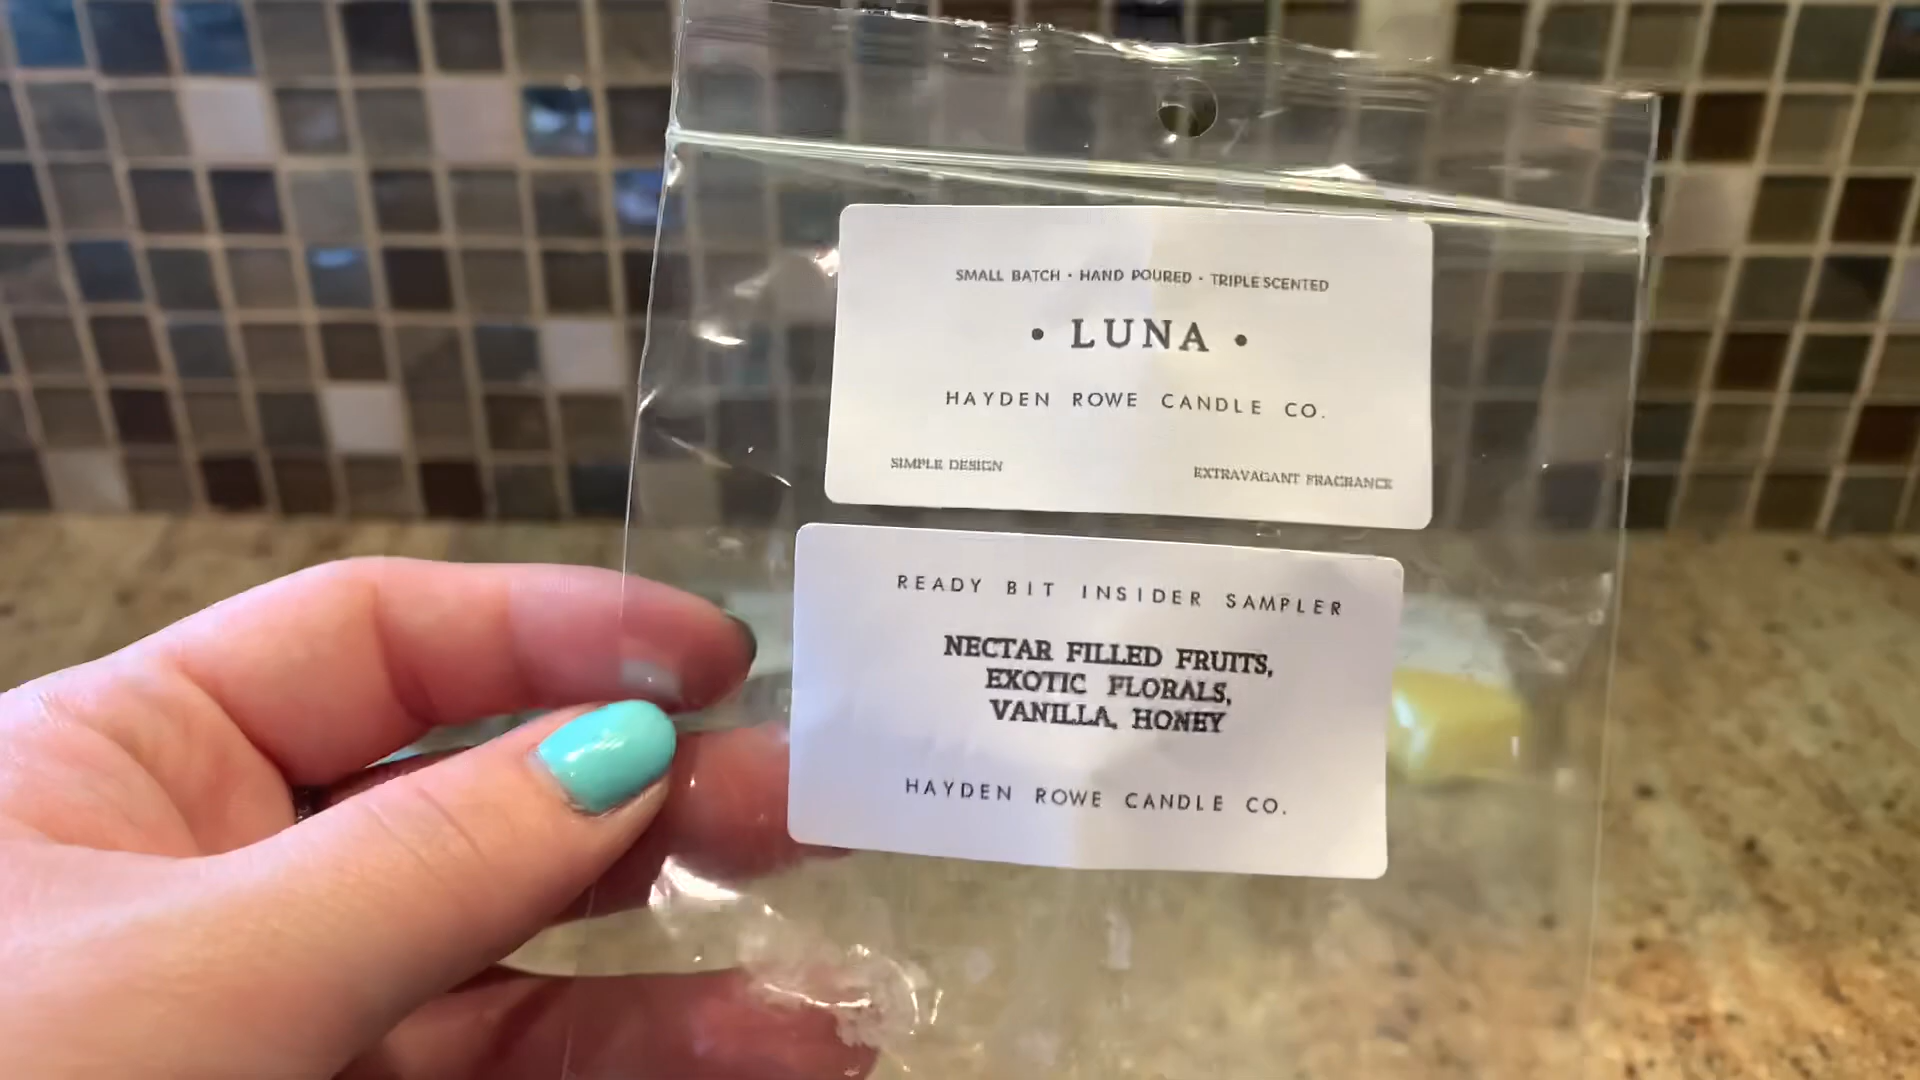 SMALL BATCH · HAND POURED · TRIPLE SCENTED
• LUNA •
HAYDEN ROWE CANDLE CO.
SIMPLE DESIGN
EXTRAVAGANT FRAGRANCE
READY BIT INSIDER SAMPLER
NECTAR FILLED FRUITS,
EXOTIC FLORALS,
VANILLA, HONEY
HAYDEN ROWE CANDLE CO.